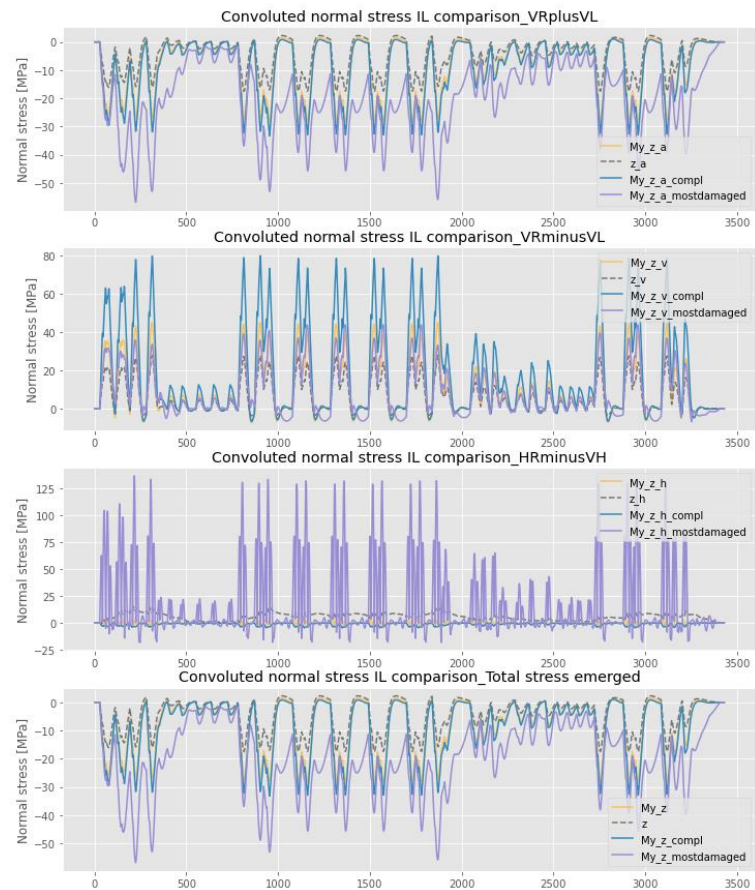 Convoluted normal stress IL comparison_VRplusVL
Normal stress [MPa]
0
−10
−20
−30
−40
−50
My_z_a
z_a
My_z_a_compl
My_z_a_mostdamaged
0 500 1000 1500 2000 2500 3000 3500
Convoluted normal stress IL comparison_VRminusVL
Normal stress [MPa]
80
60
40
20
0
My_z_v
z_v
My_z_v_compl
My_z_v_mostdamaged
0 500 1000 1500 2000 2500 3000 3500
Convoluted normal stress IL comparison_HRminusVH
Normal stress [MPa]
125
100
75
50
25
0
−25
My_z_h
z_h
My_z_h_compl
My_z_h_mostdamaged
0 500 1000 1500 2000 2500 3000 3500
Convoluted normal stress IL comparison_Total stress emerged
Normal stress [MPa]
0
−10
−20
−30
−40
−50
My_z
z
My_z_compl
My_z_mostdamaged
0 500 1000 1500 2000 2500 3000 3500